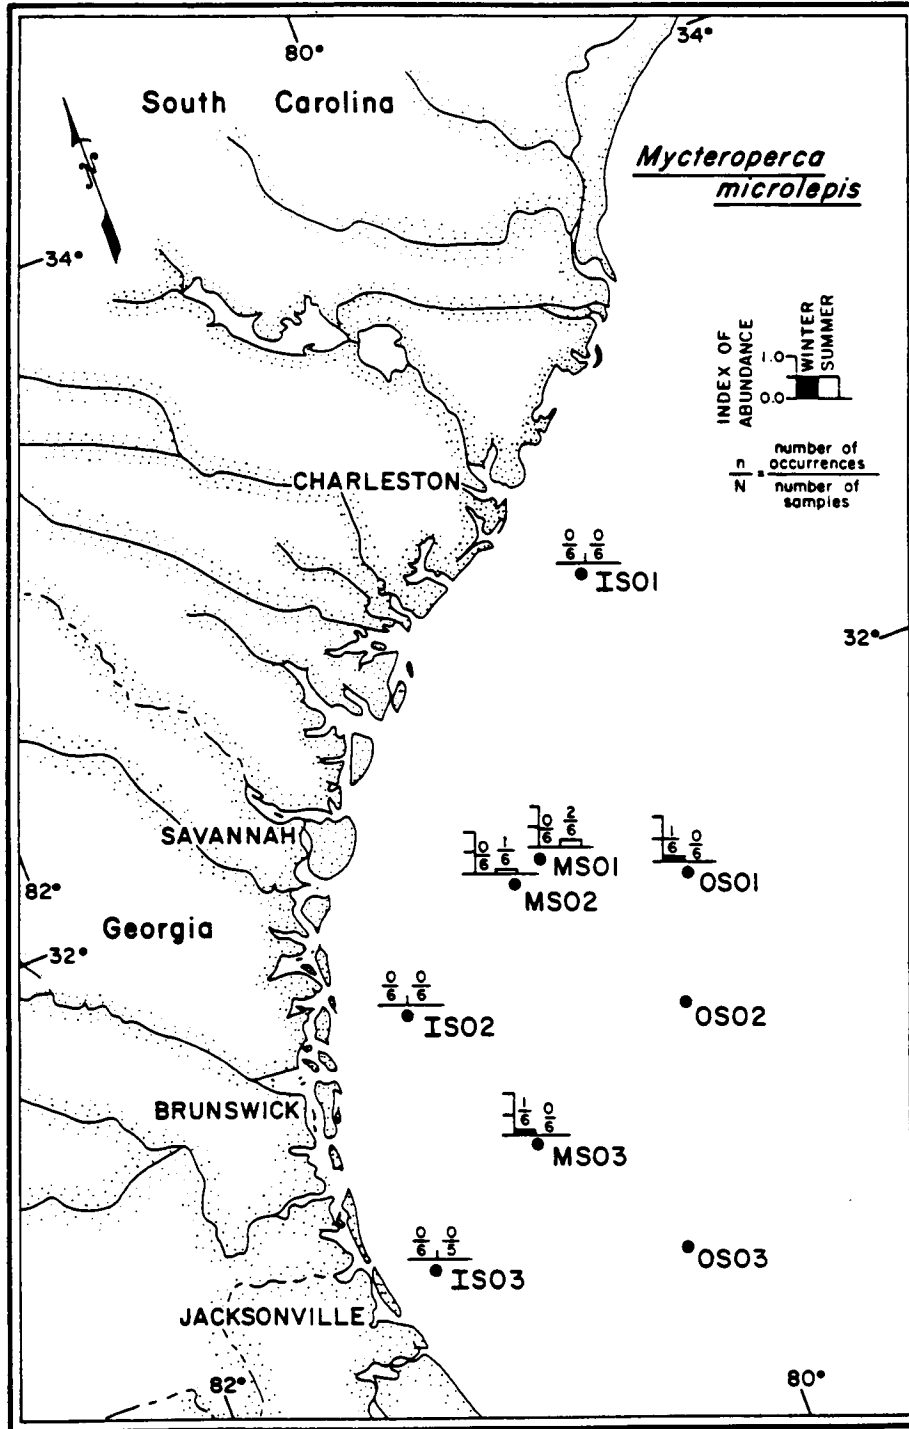 80°
34°
South Carolina
Mycteroperca
microlepis
N
34°
INDEX OF
ABUNDANCE
1.0
0.0
WINTER
SUMMER
n/N = number of occurrences / number of samples
CHARLESTON
0/6 0/6
IS01
32°
SAVANNAH
0/6 2/6
MS01
0/6 1/6
MS02
1/6 0/6
OS01
82°
Georgia
32°
0/6 0/6
IS02
OS02
BRUNSWICK
1/6 0/6
MS03
0/6 0/5
IS03
OS03
JACKSONVILLE
82°
80°